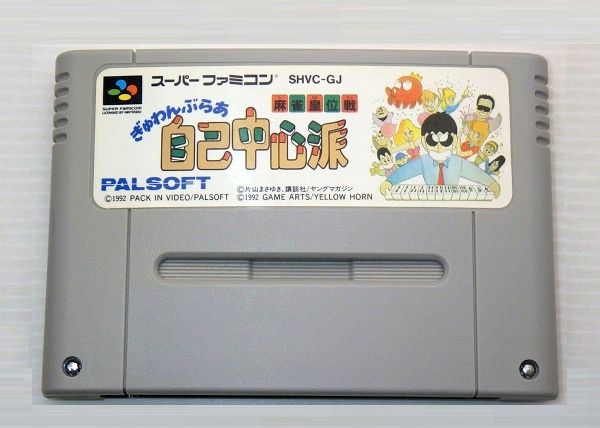 スーパーファミコン® SHVC-GJ
SUPER FAMICOM
LICENSED BY NINTENDO
麻雀皇位戦
ぎゅわんぶらあ
自己中心派
PALSOFT
©片山まさゆき、講談社/ヤングマガジン
©1992 PACK IN VIDEO/PALSOFT ©1992 GAME ARTS/YELLOW HORN